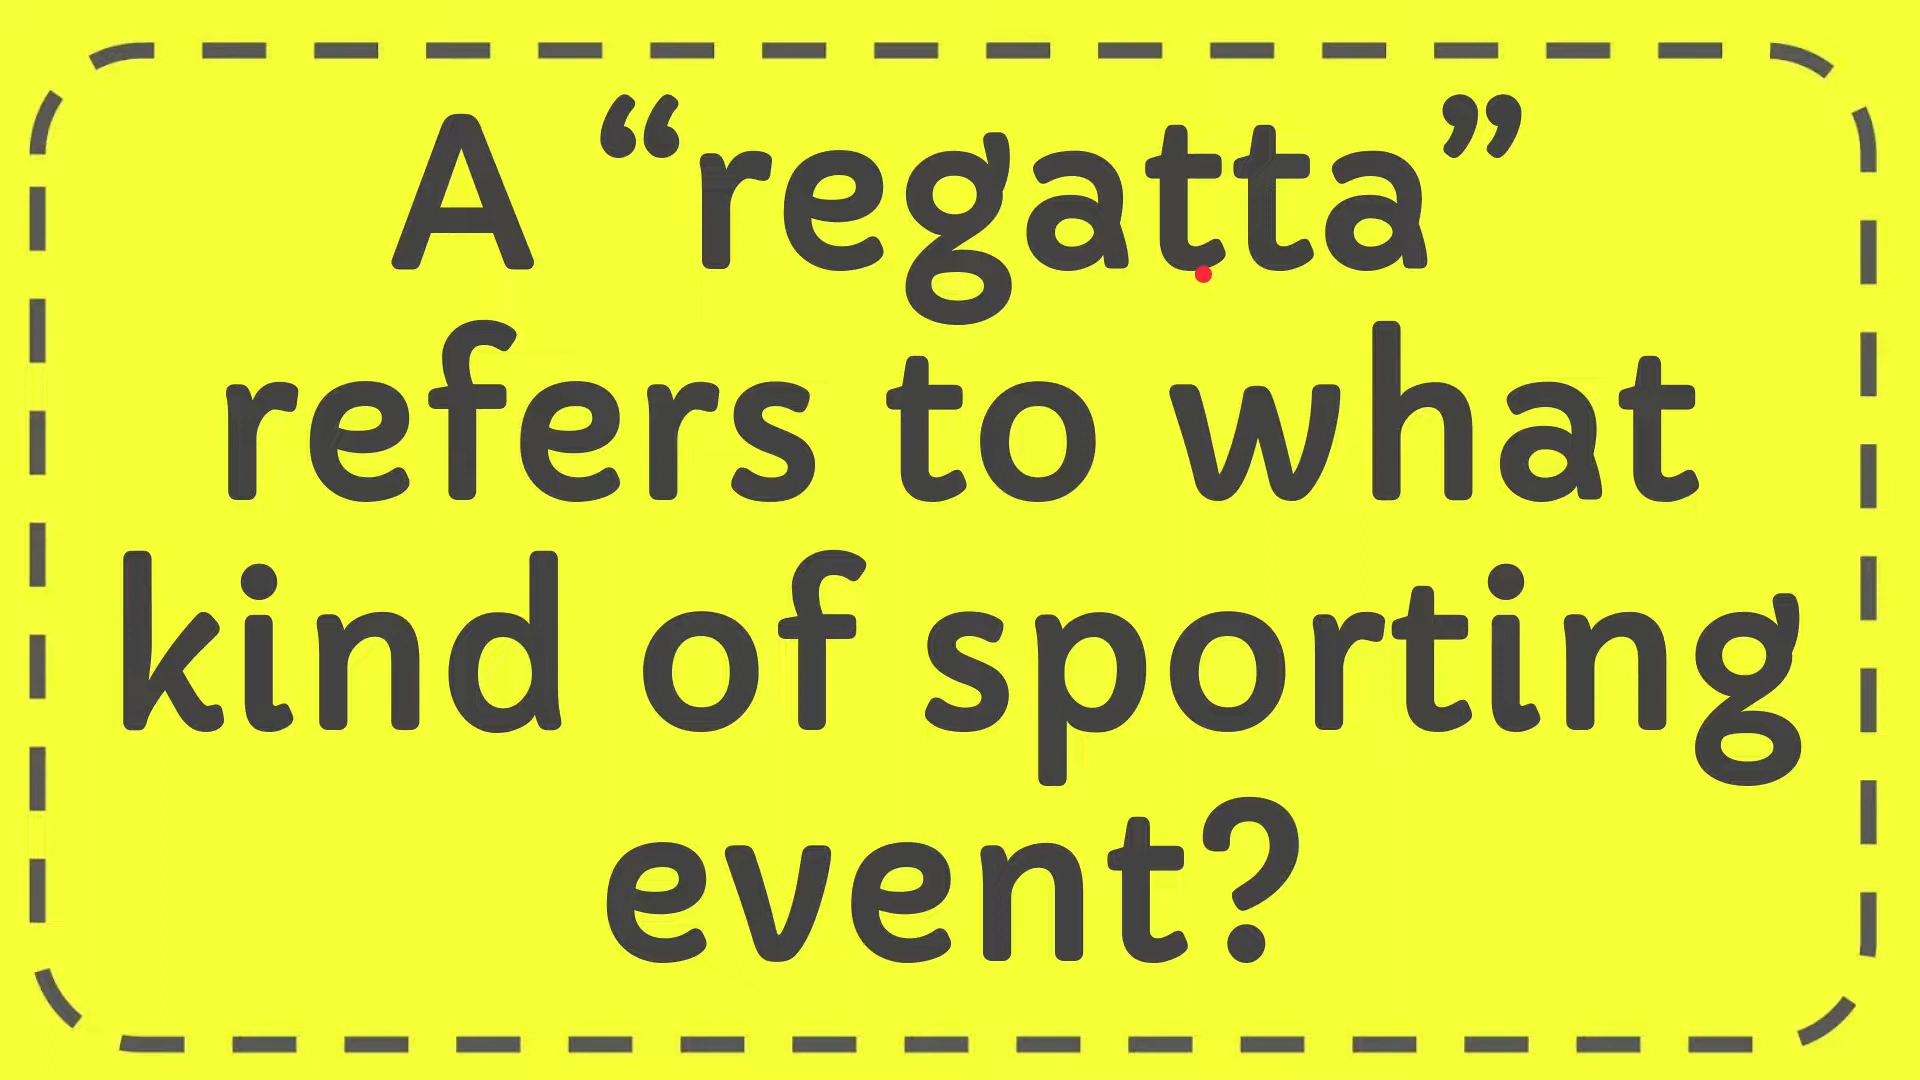 A “regatta”
refers to what
kind of sporting
event?